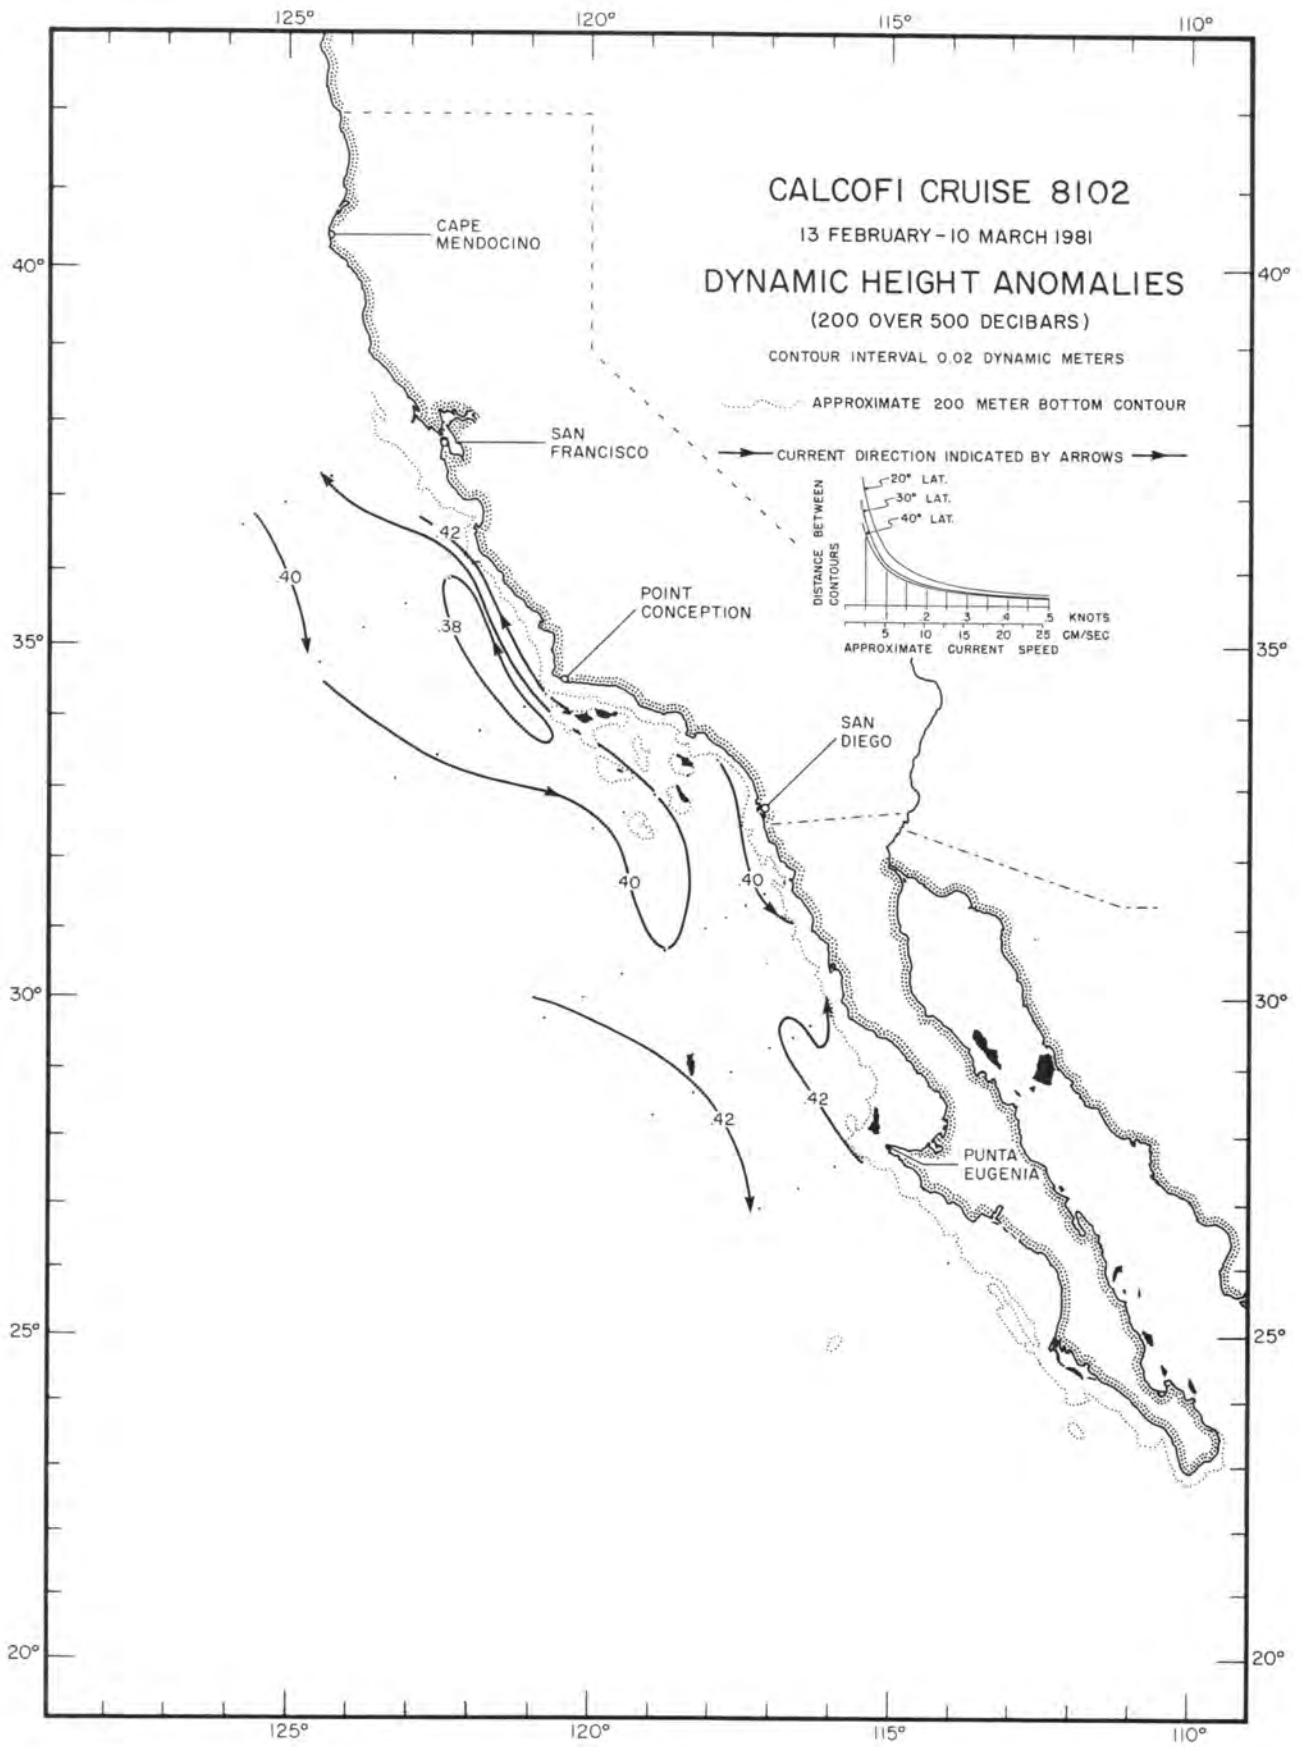 125° 120° 115° 110°
CALCOFI CRUISE 8102
13 FEBRUARY-10 MARCH 1981
DYNAMIC HEIGHT ANOMALIES
(200 OVER 500 DECIBARS)
CONTOUR INTERVAL 0.02 DYNAMIC METERS
APPROXIMATE 200 METER BOTTOM CONTOUR
CURRENT DIRECTION INDICATED BY ARROWS
DISTANCE BETWEEN
CONTOURS
20° LAT.
30° LAT.
40° LAT.
.1 .2 .3 .4 .5 KNOTS
5 10 15 20 25 CM/SEC
APPROXIMATE CURRENT SPEED
CAPE
MENDOCINO
40° 40°
SAN
FRANCISCO
.42
.40
POINT
CONCEPTION
.38
35° 35°
SAN
DIEGO
.40 .40
30° 30°
.42
.42
PUNTA
EUGENIA
25° 25°
20° 20°
125° 120° 115° 110°